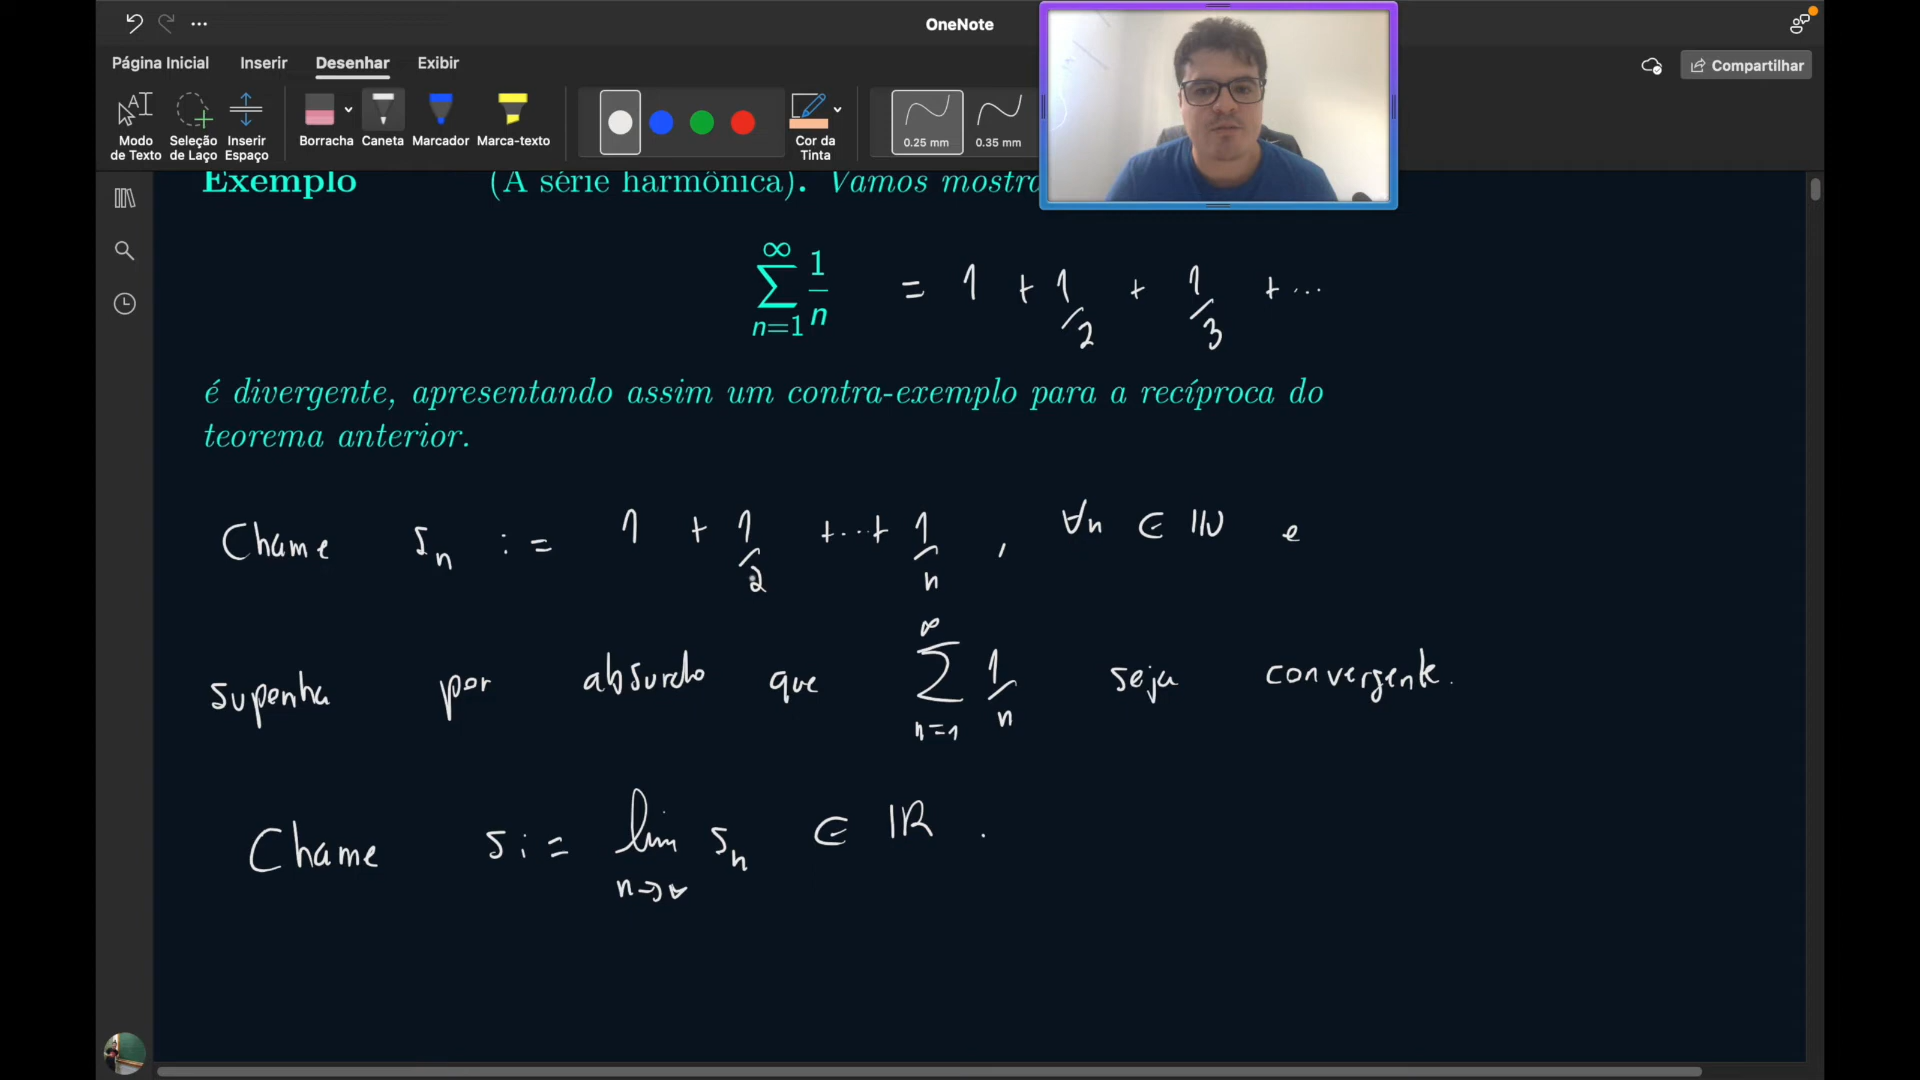 OneNote
Página Inicial Inserir Desenhar Exibir
Compartilhar
Modo de Texto Seleção de Laço Inserir Espaço Borracha Caneta Marcador Marca-texto Cor da Tinta 0.25 mm 0.35 mm
Exemplo (A série harmônica). Vamos mostra
∑_{n=1}^{∞} 1/n = 1 + 1/2 + 1/3 + ...
é divergente, apresentando assim um contra-exemplo para a recíproca do
teorema anterior.
Chame s_n := 1 + 1/2 + ... + 1/n , ∀n ∈ ℕ e
suponha por absurdo que ∑_{n=1}^{∞} 1/n seja convergente.
Chame s := lim_{n→∞} s_n ∈ ℝ .